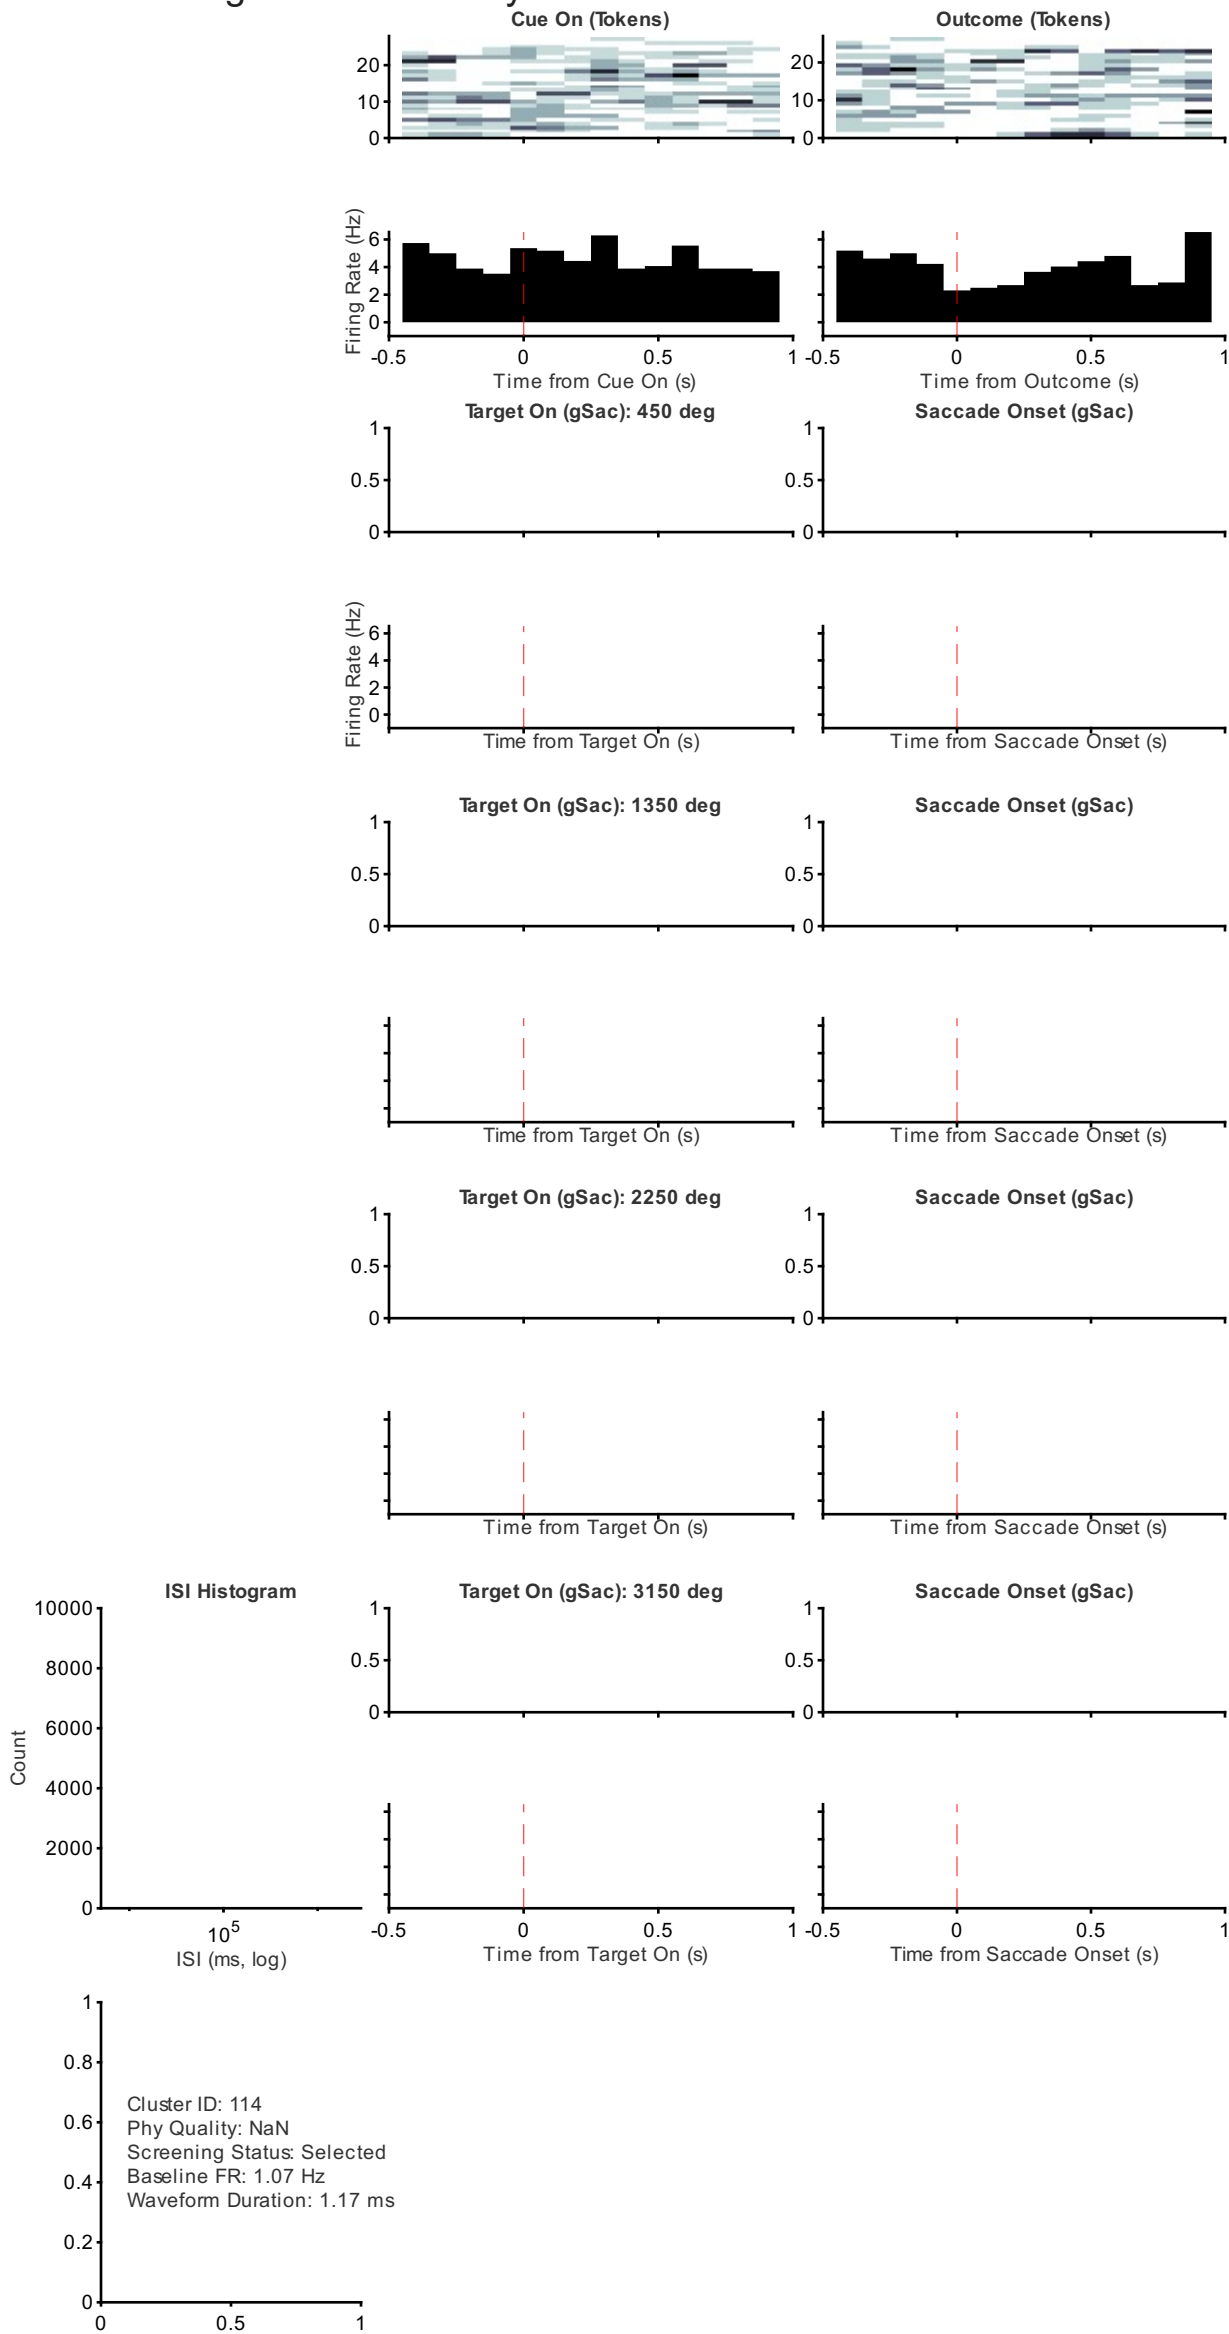 Cue On (Tokens)
Outcome (Tokens)
20
10
0
20
10
0
Firing Rate (Hz)
6
4
2
0
-0.5 0 0.5 1
-0.5 0 0.5 1
Time from Cue On (s)
Time from Outcome (s)
Target On (gSac): 450 deg
Saccade Onset (gSac)
1
0.5
0
1
0.5
0
Firing Rate (Hz)
6
4
2
0
Time from Target On (s)
Time from Saccade Onset (s)
Target On (gSac): 1350 deg
Saccade Onset (gSac)
1
0.5
0
1
0.5
0
Time from Target On (s)
Time from Saccade Onset (s)
Target On (gSac): 2250 deg
Saccade Onset (gSac)
1
0.5
0
1
0.5
0
Time from Target On (s)
Time from Saccade Onset (s)
ISI Histogram
Target On (gSac): 3150 deg
Saccade Onset (gSac)
10000
8000
6000
4000
2000
0
Count
10^5
ISI (ms, log)
1
0.5
0
1
0.5
0
-0.5 0 0.5 1
-0.5 0 0.5 1
Time from Target On (s)
Time from Saccade Onset (s)
1
0.8
0.6
0.4
0.2
0
Cluster ID: 114
Phy Quality: NaN
Screening Status: Selected
Baseline FR: 1.07 Hz
Waveform Duration: 1.17 ms
0 0.5 1